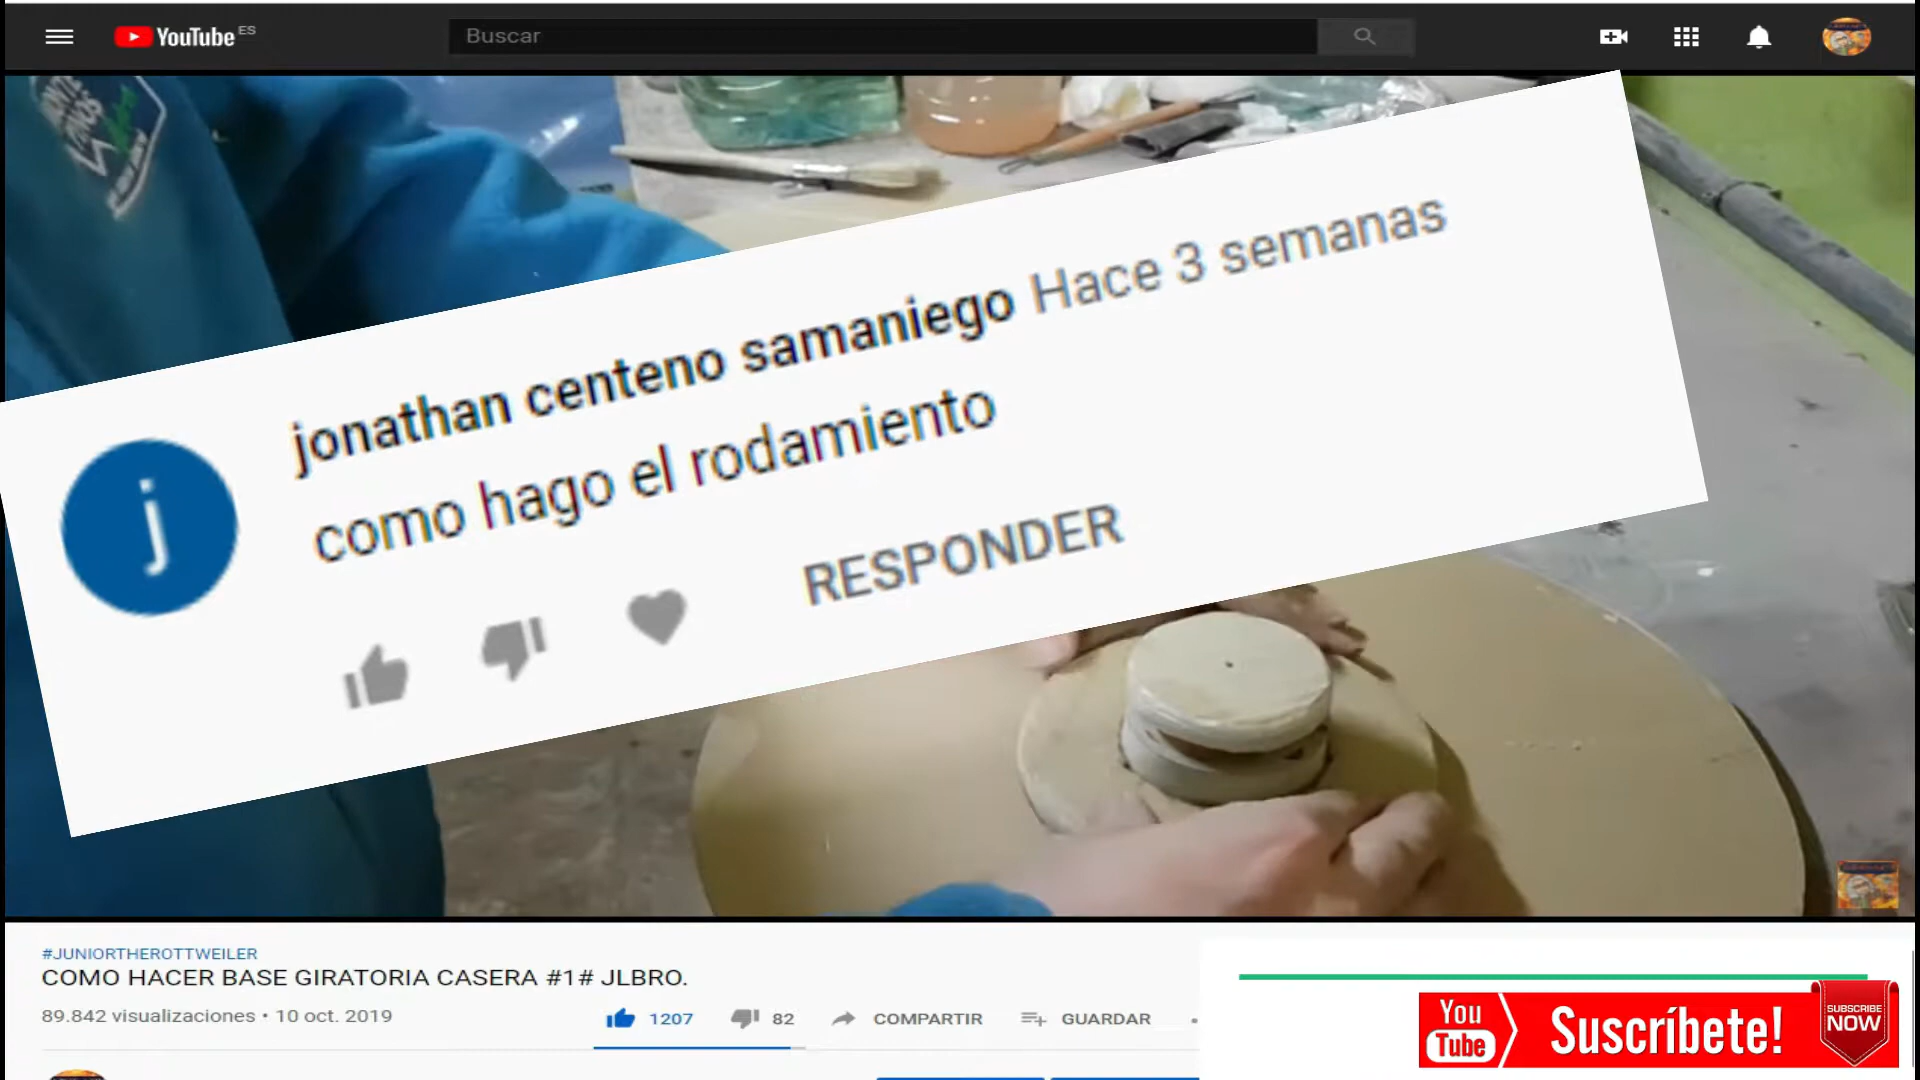 YouTube ES
Buscar
jonathan centeno samaniego Hace 3 semanas
como hago el rodamiento
RESPONDER
#JUNIORTHEROTTWEILER
COMO HACER BASE GIRATORIA CASERA #1# JLBRO.
89.842 visualizaciones • 10 oct. 2019
1207
82
COMPARTIR
GUARDAR
You
Tube
Suscríbete!
SUBSCRIBE
NOW